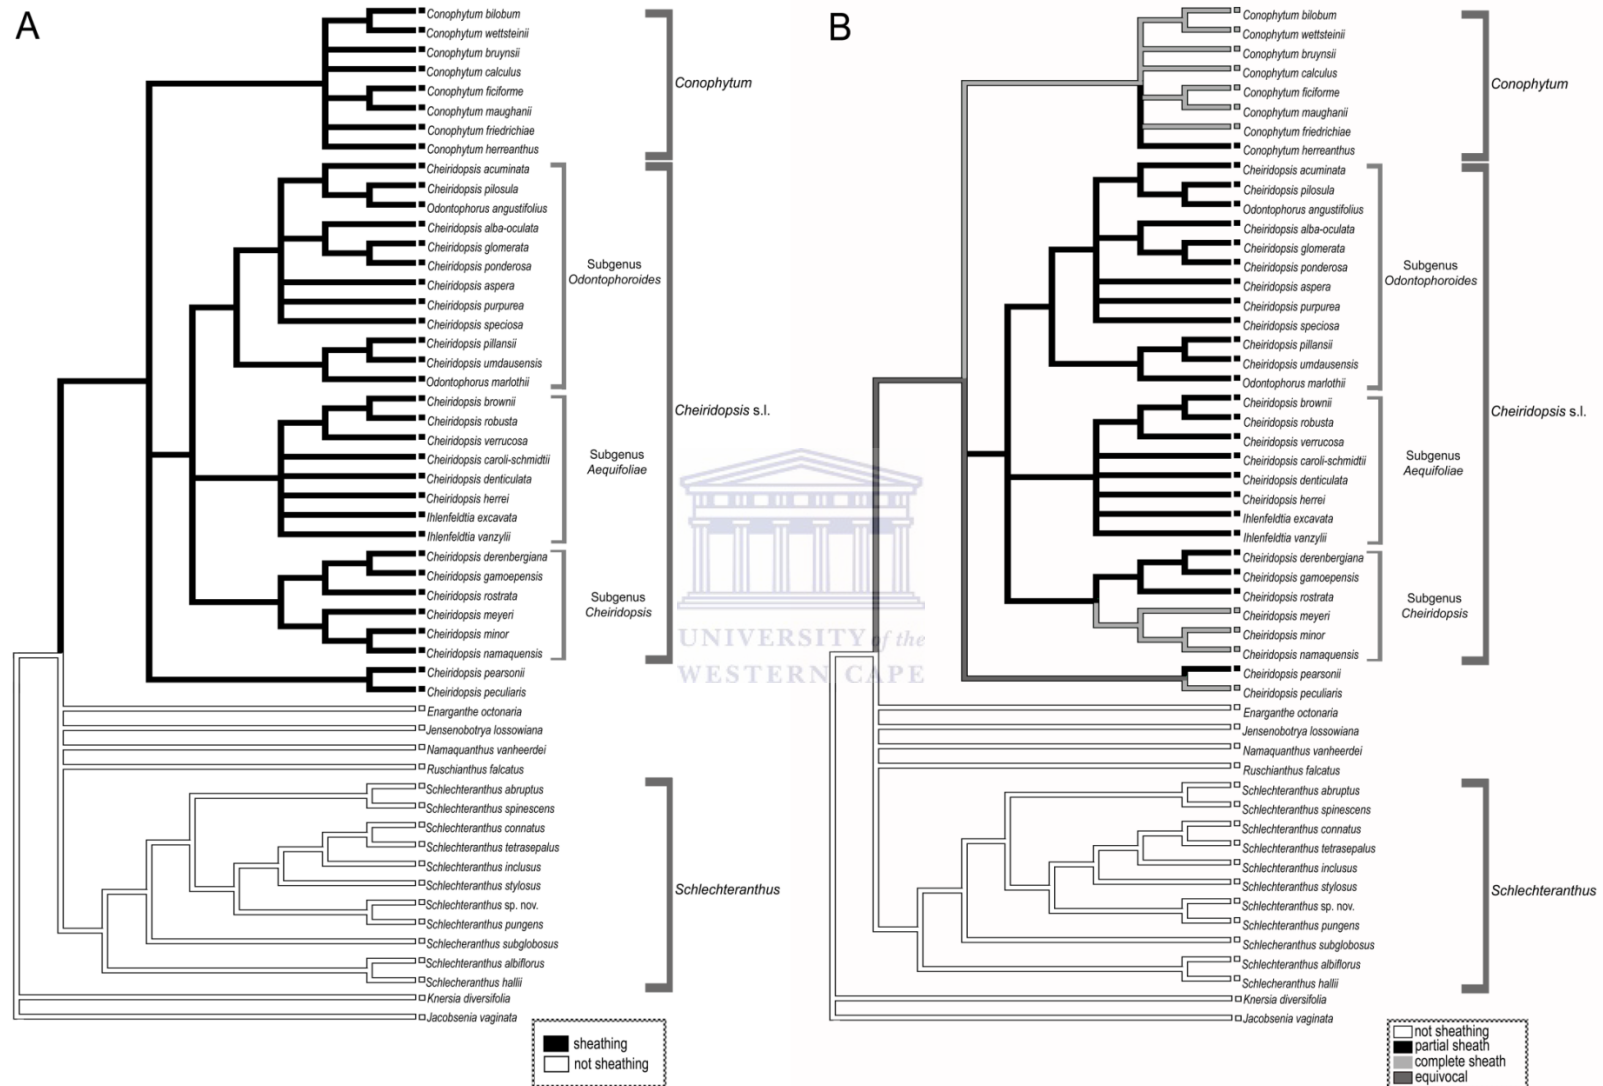 A
Conophytum bilobum
Conophytum wettsteinii
Conophytum bruynsii
Conophytum calculus
Conophytum ficiforme
Conophytum maughanii
Conophytum friedrichiae
Conophytum herreanthus
Conophytum
Cheiridopsis acuminata
Cheiridopsis pilosula
Odontophorus angustifolius
Cheiridopsis alba-oculata
Cheiridopsis glomerata
Cheiridopsis ponderosa
Cheiridopsis aspera
Cheiridopsis purpurea
Cheiridopsis speciosa
Cheiridopsis pillansii
Cheiridopsis umdausensis
Odontophorus marlothii
Subgenus
Odontophoroides
Cheiridopsis brownii
Cheiridopsis robusta
Cheiridopsis verrucosa
Cheiridopsis caroli-schmidtii
Cheiridopsis denticulata
Cheiridopsis herrei
Ihlenfeldtia excavata
Ihlenfeldtia vanzylii
Subgenus
Aequifoliae
Cheiridopsis s.l.
Cheiridopsis derenbergiana
Cheiridopsis gamoepensis
Cheiridopsis rostrata
Cheiridopsis meyeri
Cheiridopsis minor
Cheiridopsis namaquensis
Subgenus
Cheiridopsis
Cheiridopsis pearsonii
Cheiridopsis peculiaris
Enarganthe octonaria
Jensenobotrya lossowiana
Namaquanthus vanheerdei
Ruschianthus falcatus
Schlechteranthus abruptus
Schlechteranthus spinescens
Schlechteranthus connatus
Schlechteranthus tetrasepalus
Schlechteranthus inclusus
Schlechteranthus stylosus
Schlechteranthus sp. nov.
Schlechteranthus pungens
Schlecheranthus subglobosus
Schlechteranthus albiflorus
Schlecheranthus hallii
Schlechteranthus
Knersia diversifolia
Jacobsenia vaginata
sheathing
not sheathing
UNIVERSITY of the
WESTERN CAPE
B
Conophytum bilobum
Conophytum wettsteinii
Conophytum bruynsii
Conophytum calculus
Conophytum ficiforme
Conophytum maughanii
Conophytum friedrichiae
Conophytum herreanthus
Conophytum
Cheiridopsis acuminata
Cheiridopsis pilosula
Odontophorus angustifolius
Cheiridopsis alba-oculata
Cheiridopsis glomerata
Cheiridopsis ponderosa
Cheiridopsis aspera
Cheiridopsis purpurea
Cheiridopsis speciosa
Cheiridopsis pillansii
Cheiridopsis umdausensis
Odontophorus marlothii
Subgenus
Odontophoroides
Cheiridopsis brownii
Cheiridopsis robusta
Cheiridopsis verrucosa
Cheiridopsis caroli-schmidtii
Cheiridopsis denticulata
Cheiridopsis herrei
Ihlenfeldtia excavata
Ihlenfeldtia vanzylii
Subgenus
Aequifoliae
Cheiridopsis s.l.
Cheiridopsis derenbergiana
Cheiridopsis gamoepensis
Cheiridopsis rostrata
Cheiridopsis meyeri
Cheiridopsis minor
Cheiridopsis namaquensis
Subgenus
Cheiridopsis
Cheiridopsis pearsonii
Cheiridopsis peculiaris
Enarganthe octonaria
Jensenobotrya lossowiana
Namaquanthus vanheerdei
Ruschianthus falcatus
Schlechteranthus abruptus
Schlechteranthus spinescens
Schlechteranthus connatus
Schlechteranthus tetrasepalus
Schlechteranthus inclusus
Schlechteranthus stylosus
Schlechteranthus sp. nov.
Schlechteranthus pungens
Schlecheranthus subglobosus
Schlechteranthus albiflorus
Schlecheranthus hallii
Schlechteranthus
Knersia diversifolia
Jacobsenia vaginata
not sheathing
partial sheath
complete sheath
equivocal